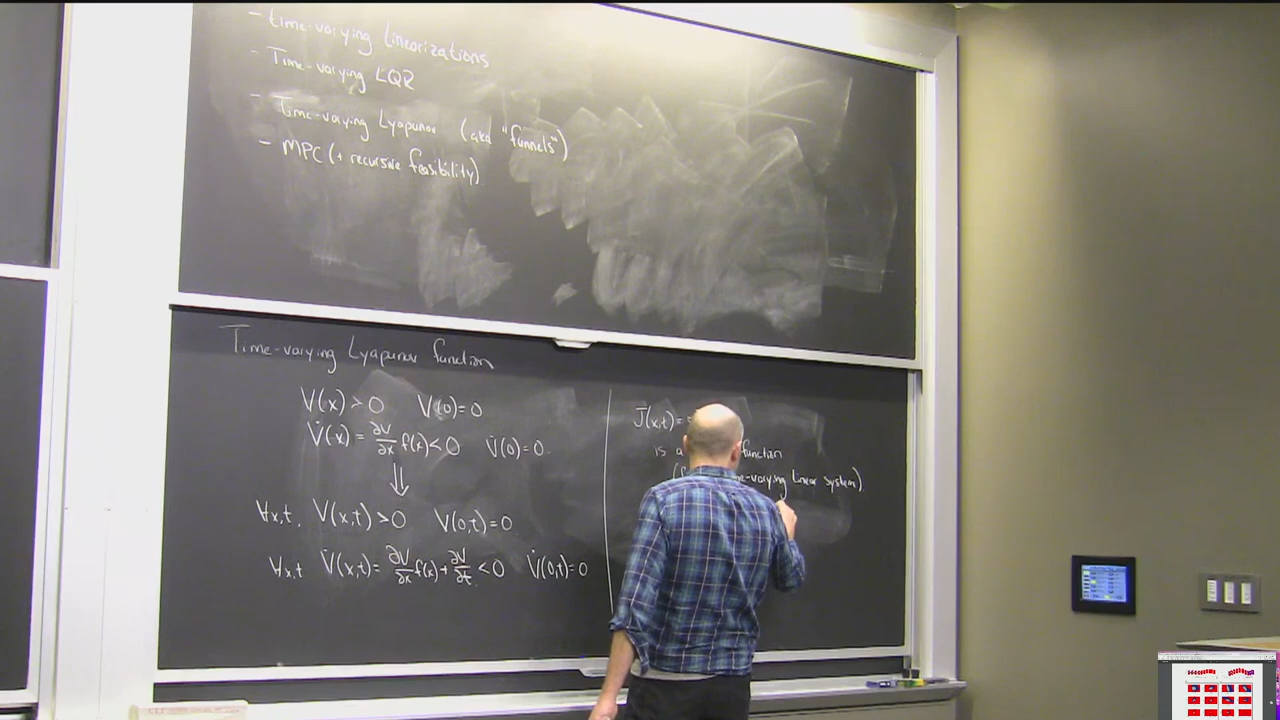 - time-varying Linearizations
- Time-varying LQR
- Time-varying Lyapunov (aka "funnels")
- MPC (+ recursive feasibility)
Time-varying Lyapunov function
V(x) > 0 V(0) = 0
V̇(x) = ∂V/∂x f(x) < 0 V̇(0) = 0.
⇓
∀x,t, V(x,t) > 0 V(0,t) = 0
∀x,t V̇(x,t) = ∂V/∂x f(x) + ∂V/∂t < 0 V̇(0,t) = 0
J(x,t) =
is a function
-varying linear system).